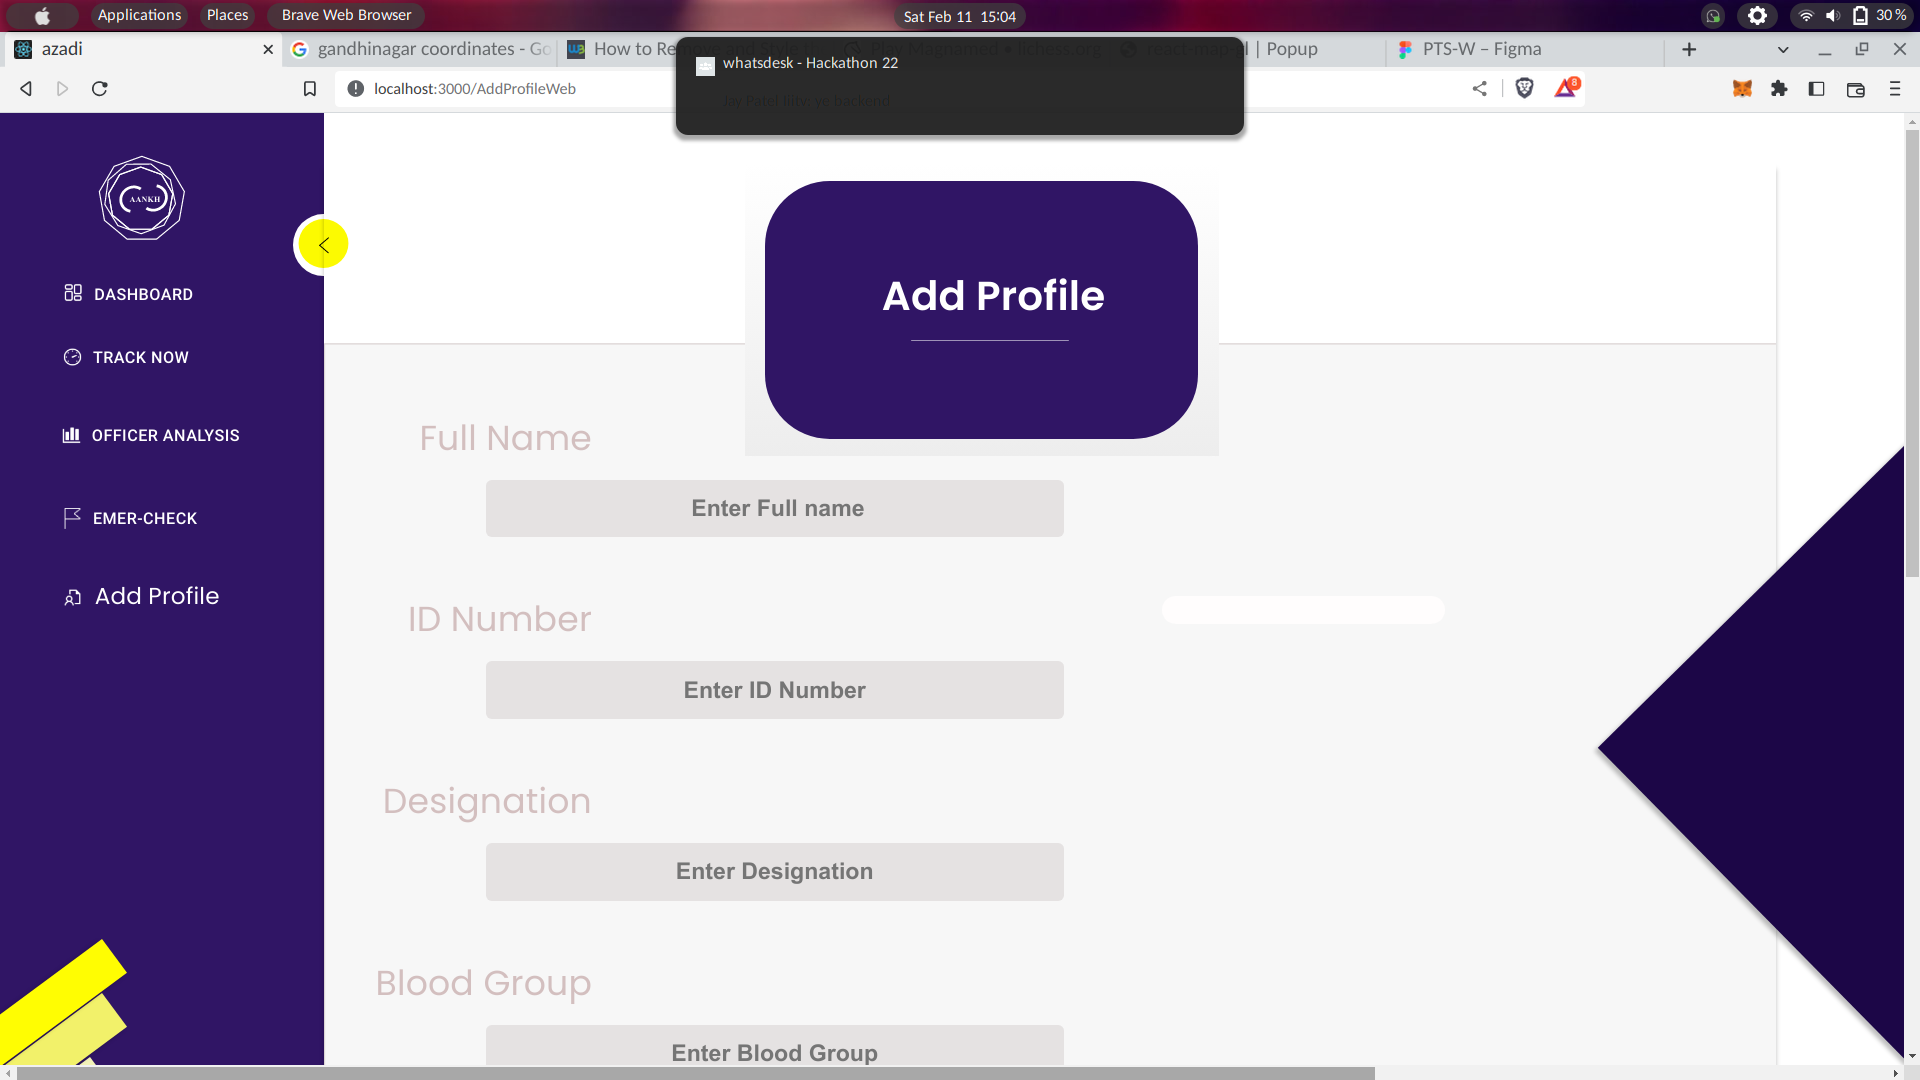 Applications Places Brave Web Browser Sat Feb 11 15:04 30 %
azadi gandhinagar coordinates - Go How to Re | Popup PTS-W – Figma
whatsdesk - Hackathon 22
localhost:3000/AddProfileWeb 8
AANKH
DASHBOARD
TRACK NOW
OFFICER ANALYSIS
EMER-CHECK
Add Profile
Add Profile
Full Name
Enter Full name
ID Number
Enter ID Number
Designation
Enter Designation
Blood Group
Enter Blood Group